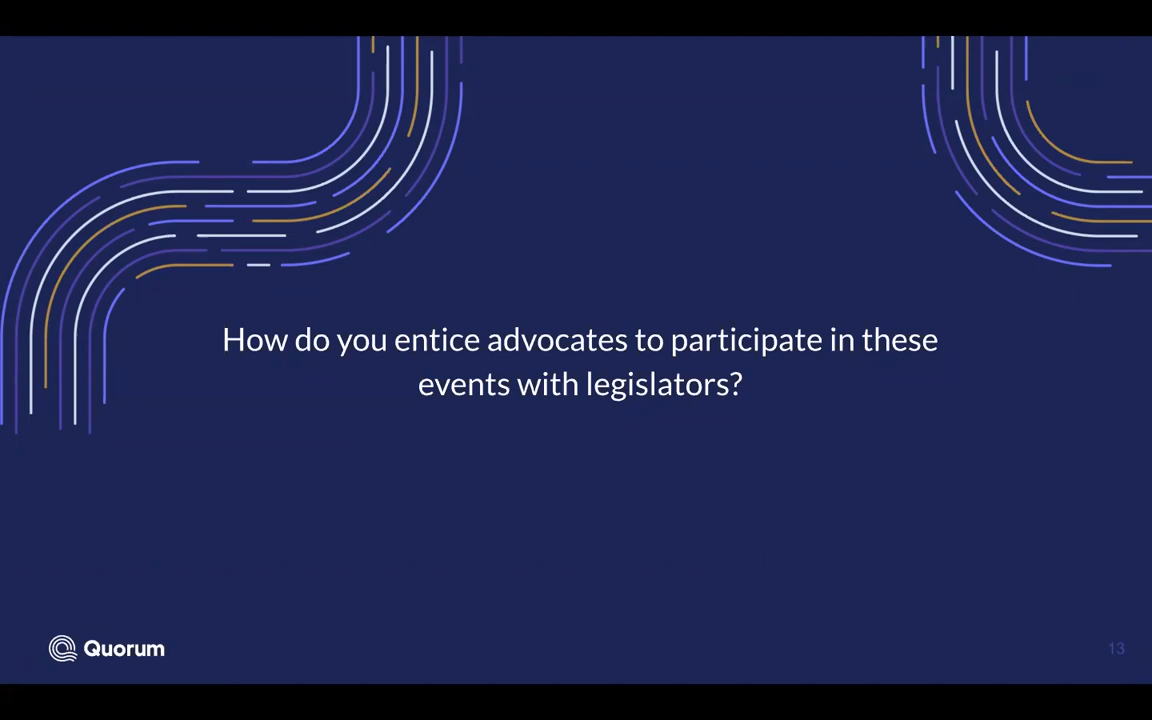 How do you entice advocates to participate in these
events with legislators?
Quorum
13